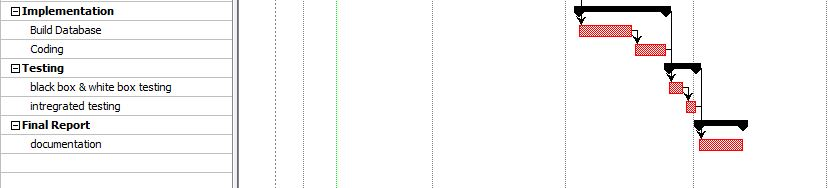 Implementation
Build Database
Coding
Testing
black box & white box testing
intregrated testing
Final Report
documentation